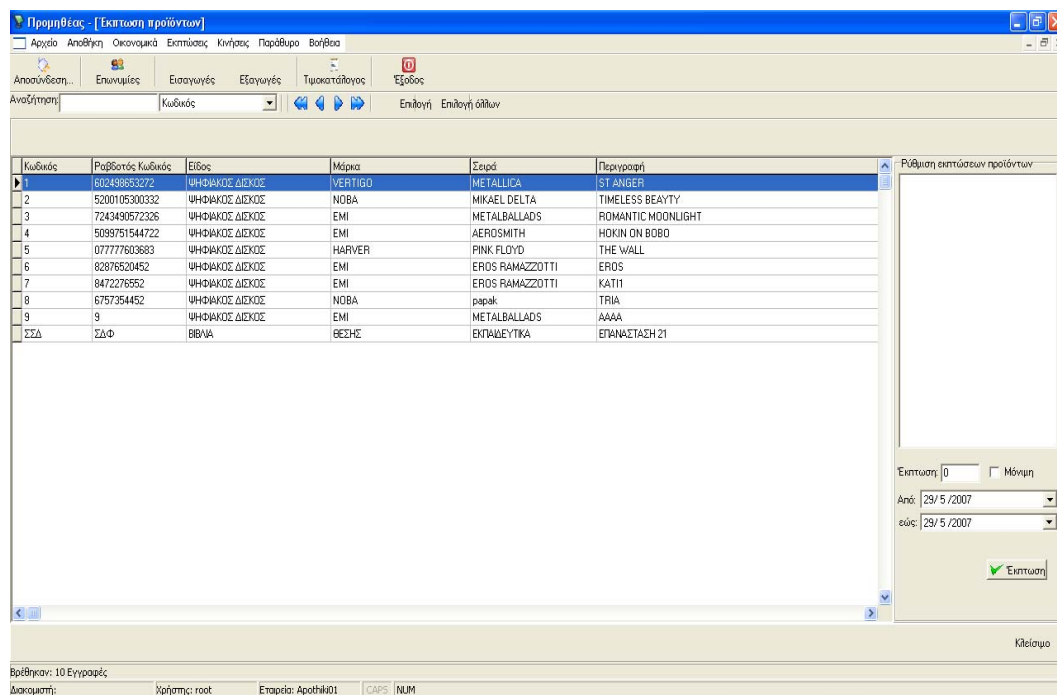 Προμηθέας - [Έκπτωση προϊόντων]
Αρχείο Αποθήκη Οικονομικά Εκπτώσεις Κινήσεις Παράθυρο Βοήθεια
Αποσύνδεση... Επωνυμίες Εισαγωγές Εξαγωγές Τιμοκατάλογος Έξοδος
Αναζήτηση: Κωδικός Επιλογή Επιλογή όλλων
Κωδικός Ραβδοτός Κωδικός Είδος Μάρκα Σειρά Περιγραφή Ρύθμιση εκπτώσεων προϊόντων
1 602498653272 ΨΗΦΙΑΚΟΣ ΔΙΣΚΟΣ VERTIGO METALLICA ST ANGER
2 5200105300332 ΨΗΦΙΑΚΟΣ ΔΙΣΚΟΣ NOBA MIKAEL DELTA TIMELESS BEAYTY
3 7243490572326 ΨΗΦΙΑΚΟΣ ΔΙΣΚΟΣ EMI METALBALLADS ROMANTIC MOONLIGHT
4 5099751544722 ΨΗΦΙΑΚΟΣ ΔΙΣΚΟΣ EMI AEROSMITH HOKIN ON BOBO
5 077777603683 ΨΗΦΙΑΚΟΣ ΔΙΣΚΟΣ HARVER PINK FLOYD THE WALL
6 82876520452 ΨΗΦΙΑΚΟΣ ΔΙΣΚΟΣ EMI EROS RAMAZZOTTI EROS
7 8472276552 ΨΗΦΙΑΚΟΣ ΔΙΣΚΟΣ EMI EROS RAMAZZOTTI KATI1
8 6757354452 ΨΗΦΙΑΚΟΣ ΔΙΣΚΟΣ NOBA papak TRIA
9 9 ΨΗΦΙΑΚΟΣ ΔΙΣΚΟΣ EMI METALBALLADS AAAA
ΣΣΔ ΣΔΦ ΒΙΒΛΙΑ ΘΕΣΗΣ ΕΚΠΑΙΔΕΥΤΙΚΑ ΕΠΑΝΑΣΤΑΣΗ 21
Έκπτωση: 0 Μόνιμη
Από: 29/ 5 /2007
εώς: 29/ 5 /2007
Έκπτωση
Κλείσιμο
Βρέθηκαν: 10 Εγγραφές
Διακομιστή: Χρήστης: root Εταιρεία: Apothiki01 CAPS NUM